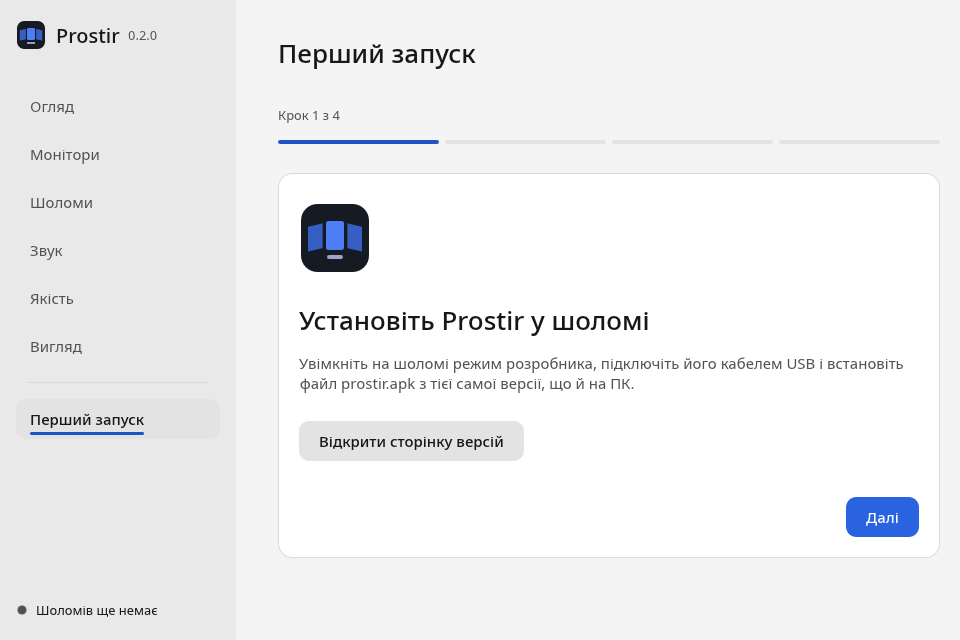 Prostir 0.2.0
Огляд
Монітори
Шоломи
Звук
Якість
Вигляд
Перший запуск
Шоломів ще немає
Перший запуск
Крок 1 з 4
Установіть Prostir у шоломі
Увімкніть на шоломі режим розробника, підключіть його кабелем USB і встановіть
файл prostir.apk з тієї самої версії, що й на ПК.
Відкрити сторінку версій
Далі